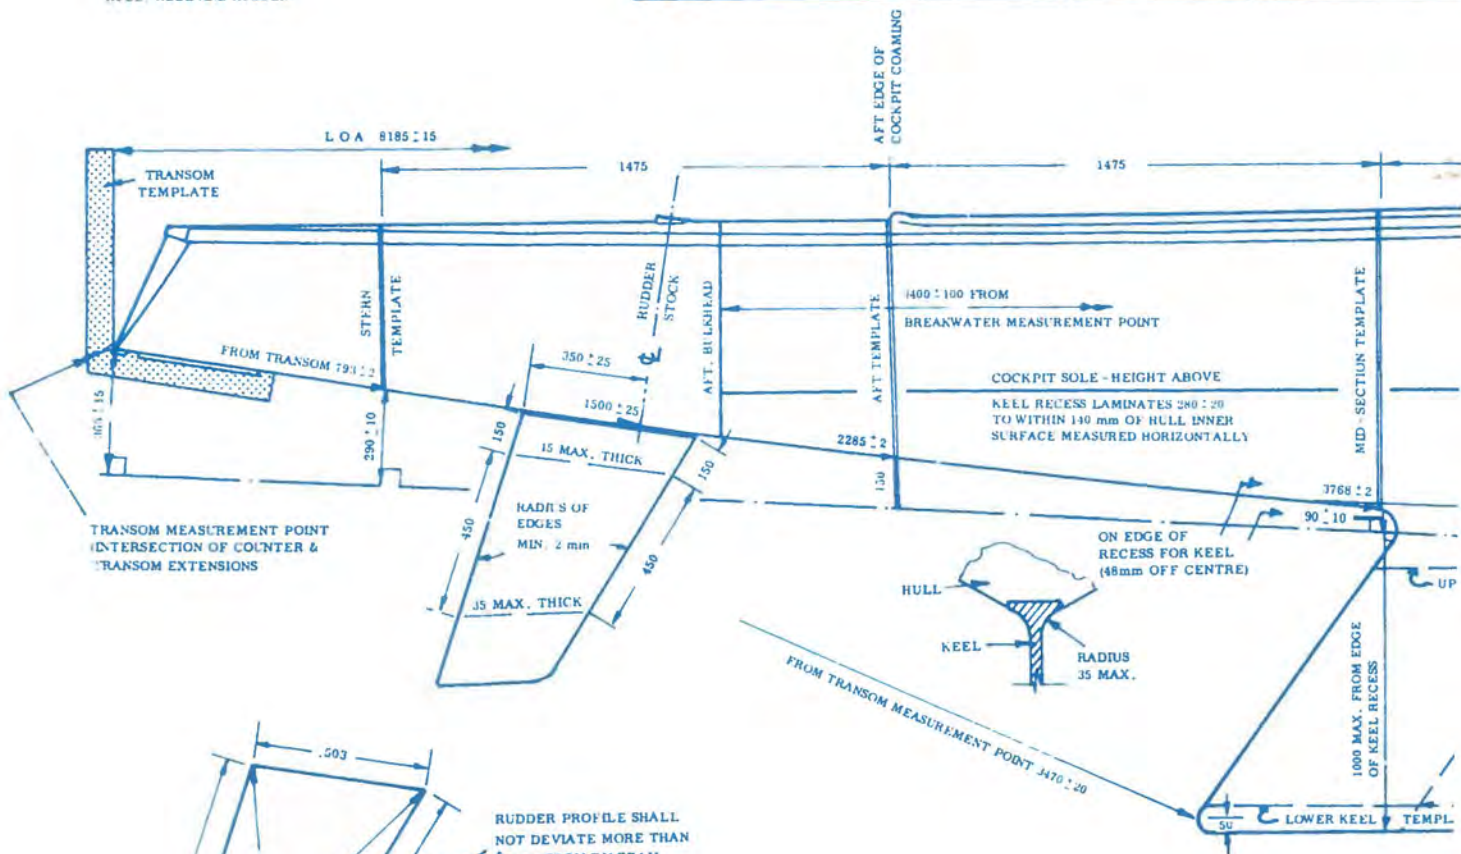 AFT EDGE OF
COCKPIT COAMING
L O A 8185 ± 15
1475
1475
TRANSOM
TEMPLATE
STERN
TEMPLATE
RUDDER
STOCK
AFT. BULKHEAD
AFT TEMPLATE
MID - SECTION TEMPLATE
±100 FROM
BREAKWATER MEASUREMENT POINT
FROM TRANSOM 793 ± 2
350 ± 25
1500 ± 25
COCKPIT SOLE - HEIGHT ABOVE
KEEL RECESS LAMINATES 280 ± 20
TO WITHIN 140 mm OF HULL INNER
SURFACE MEASURED HORIZONTALLY
± 15
290 ± 10
150
15 MAX. THICK
150
2285 ± 2
150
3768 ± 2
90 ± 10
TRANSOM MEASUREMENT POINT
INTERSECTION OF COUNTER &
TRANSOM EXTENSIONS
450
RADIUS OF
EDGES
MIN. 2 mm
450
35 MAX. THICK
ON EDGE OF
RECESS FOR KEEL
(48mm OFF CENTRE)
HULL
KEEL
RADIUS
35 MAX.
UP
FROM TRANSOM MEASUREMENT POINT 3470 ± 20
1000 MAX. FROM EDGE
OF KEEL RECESS
50
LOWER KEEL TEMPL
.503
RUDDER PROFILE SHALL
NOT DEVIATE MORE THAN